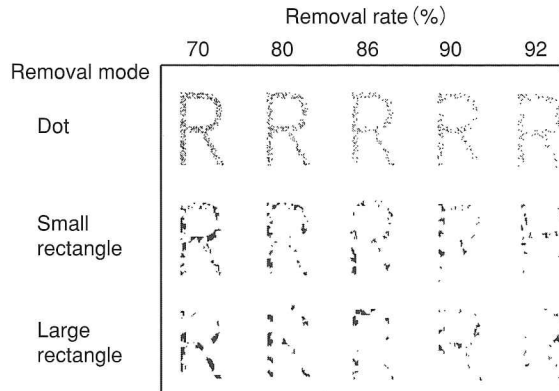 Removal rate (%)
70 80 86 90 92
Removal mode
Dot R R R R R
Small
rectangle R R R R
Large
rectangle R R R R